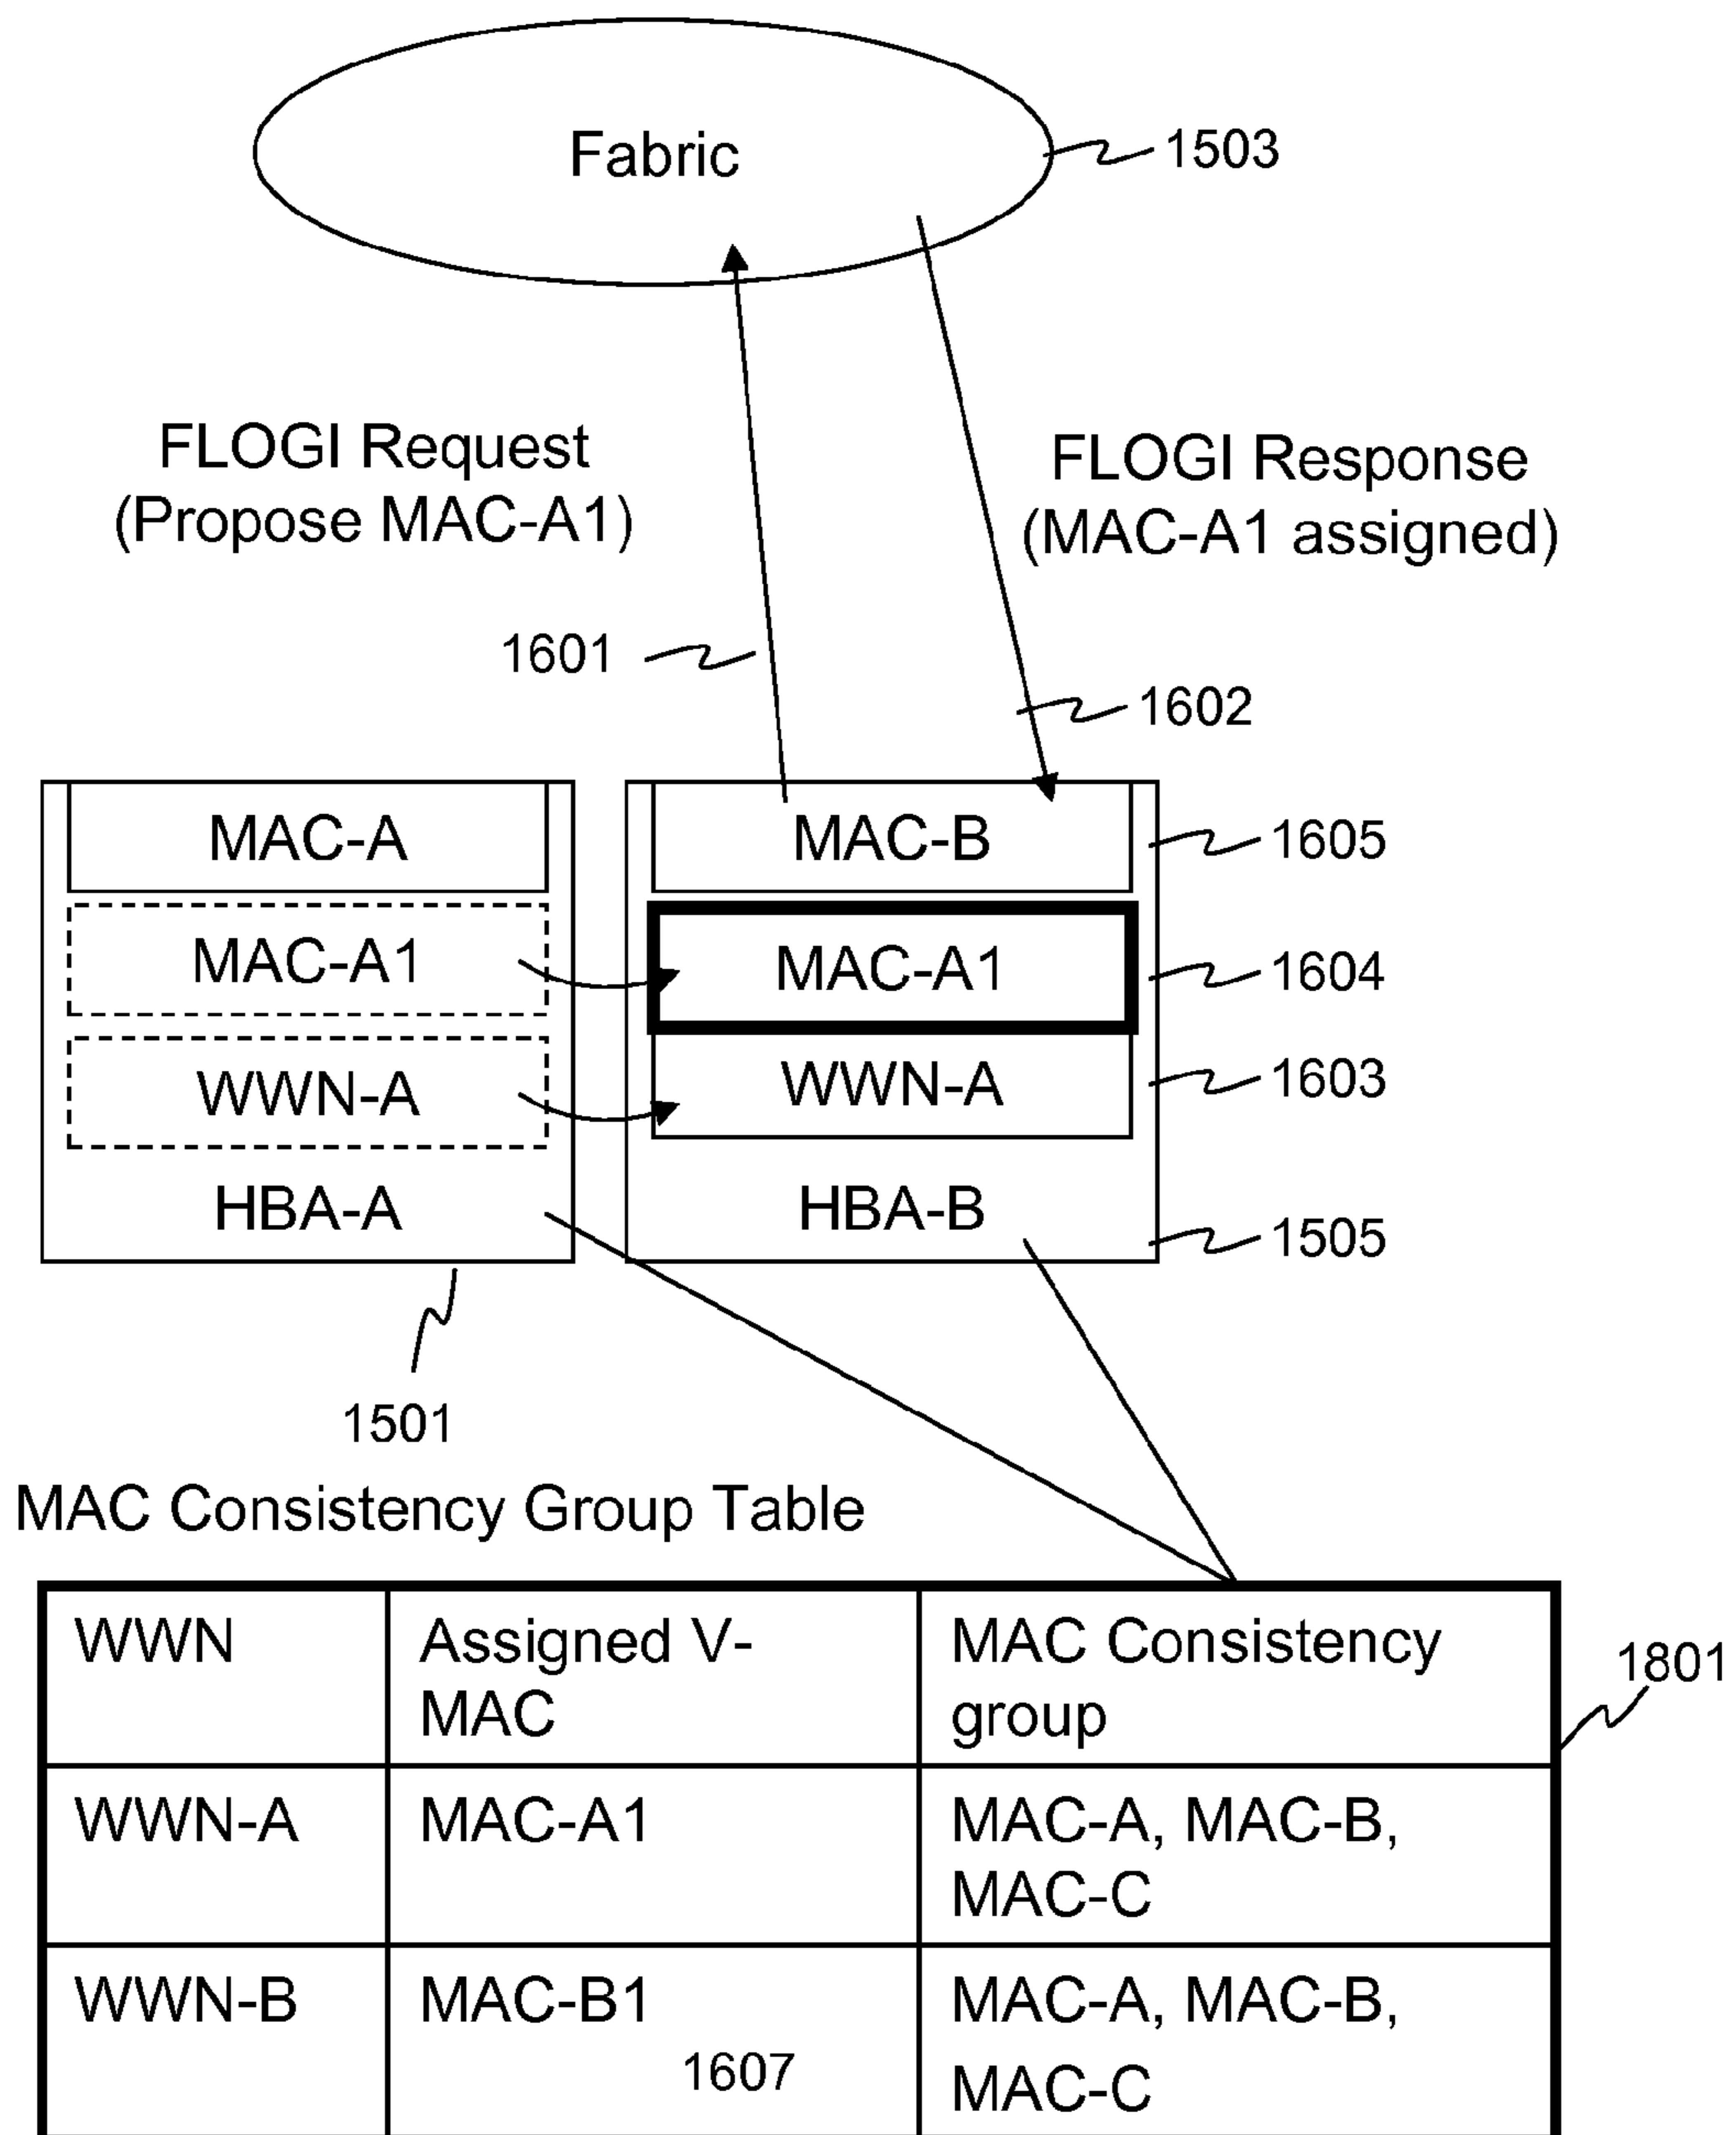 Fabric
1503
FLOGI Request
(Propose MAC-A1)
FLOGI Response
(MAC-A1 assigned)
1601
1602
MAC-A
MAC-B
1605
MAC-A1
MAC-A1
1604
WWN-A
WWN-A
1603
HBA-A
HBA-B
1505
1501
MAC Consistency Group Table
WWN
Assigned V-
MAC
MAC Consistency
group
1801
WWN-A
MAC-A1
MAC-A, MAC-B,
MAC-C
WWN-B
MAC-B1
1607
MAC-A, MAC-B,
MAC-C